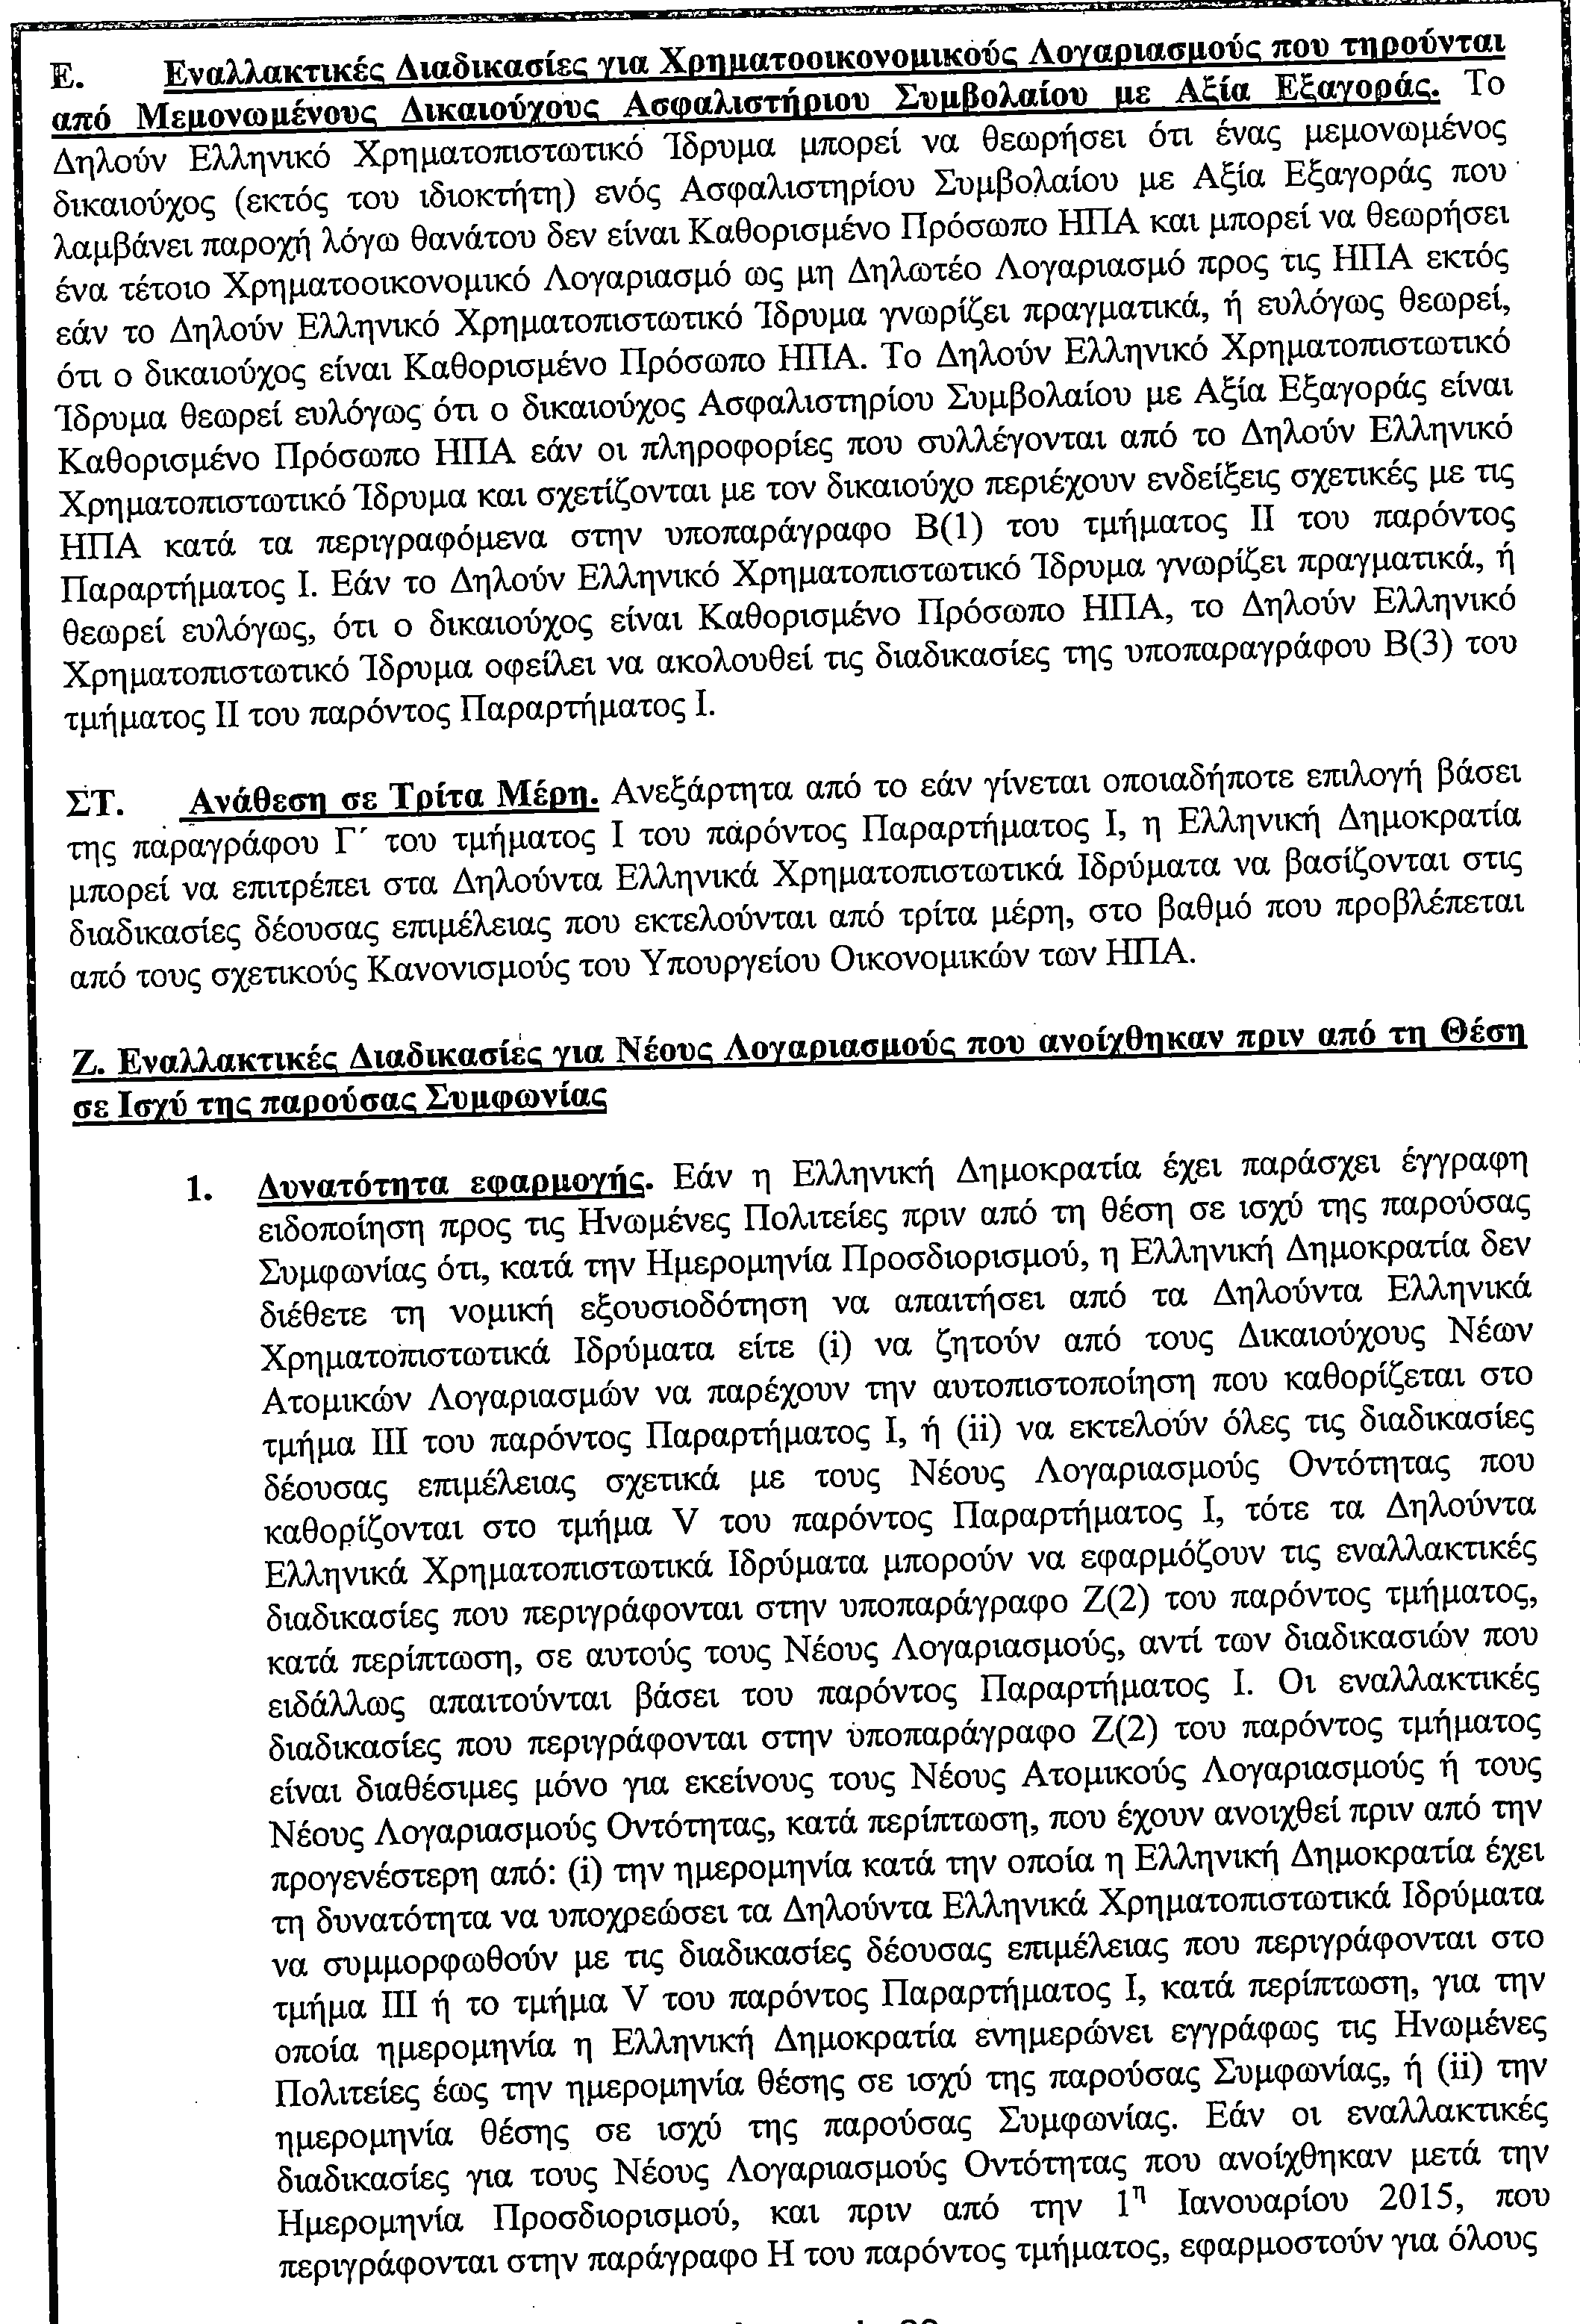 Ε. Εναλλακτικές Διαδικασίες για Χρηματοοικονομικούς Λογαριασμούς που τηρούνται
από Μεμονωμένους Δικαιούχους Ασφαλιστήριου Συμβολαίου με Αξία Εξαγοράς. Το
Δηλούν Ελληνικό Χρηματοπιστωτικό Ίδρυμα μπορεί να θεωρήσει ότι ένας μεμονωμένος
δικαιούχος (εκτός του ιδιοκτήτη) ενός Ασφαλιστηρίου Συμβολαίου με Αξία Εξαγοράς που
λαμβάνει παροχή λόγω θανάτου δεν είναι Καθορισμένο Πρόσωπο ΗΠΑ και μπορεί να θεωρήσει
ένα τέτοιο Χρηματοοικονομικό Λογαριασμό ως μη Δηλωτέο Λογαριασμό προς τις ΗΠΑ εκτός
εάν το Δηλούν Ελληνικό Χρηματοπιστωτικό Ίδρυμα γνωρίζει πραγματικά, ή ευλόγως θεωρεί,
ότι ο δικαιούχος είναι Καθορισμένο Πρόσωπο ΗΠΑ. Το Δηλούν Ελληνικό Χρηματοπιστωτικό
Ίδρυμα θεωρεί ευλόγως ότι ο δικαιούχος Ασφαλιστηρίου Συμβολαίου με Αξία Εξαγοράς είναι
Καθορισμένο Πρόσωπο ΗΠΑ εάν οι πληροφορίες που συλλέγονται από το Δηλούν Ελληνικό
Χρηματοπιστωτικό Ίδρυμα και σχετίζονται με τον δικαιούχο περιέχουν ενδείξεις σχετικές με τις
ΗΠΑ κατά τα περιγραφόμενα στην υποπαράγραφο Β(1) του τμήματος ΙΙ του παρόντος
Παραρτήματος Ι. Εάν το Δηλούν Ελληνικό Χρηματοπιστωτικό Ίδρυμα γνωρίζει πραγματικά, ή
θεωρεί ευλόγως, ότι ο δικαιούχος είναι Καθορισμένο Πρόσωπο ΗΠΑ, το Δηλούν Ελληνικό
Χρηματοπιστωτικό Ίδρυμα οφείλει να ακολουθεί τις διαδικασίες της υποπαραγράφου Β(3) του
τμήματος ΙΙ του παρόντος Παραρτήματος Ι.
ΣΤ. Ανάθεση σε Τρίτα Μέρη. Ανεξάρτητα από το εάν γίνεται οποιαδήποτε επιλογή βάσει
της παραγράφου Γ΄ του τμήματος Ι του παρόντος Παραρτήματος Ι, η Ελληνική Δημοκρατία
μπορεί να επιτρέπει στα Δηλούντα Ελληνικά Χρηματοπιστωτικά Ιδρύματα να βασίζονται στις
διαδικασίες δέουσας επιμέλειας που εκτελούνται από τρίτα μέρη, στο βαθμό που προβλέπεται
από τους σχετικούς Κανονισμούς του Υπουργείου Οικονομικών των ΗΠΑ.
Ζ. Εναλλακτικές Διαδικασίες για Νέους Λογαριασμούς που ανοίχθηκαν πριν από τη Θέση
σε Ισχύ της παρούσας Συμφωνίας
1. Δυνατότητα εφαρμογής. Εάν η Ελληνική Δημοκρατία έχει παράσχει έγγραφη
ειδοποίηση προς τις Ηνωμένες Πολιτείες πριν από τη θέση σε ισχύ της παρούσας
Συμφωνίας ότι, κατά την Ημερομηνία Προσδιορισμού, η Ελληνική Δημοκρατία δεν
διέθετε τη νομική εξουσιοδότηση να απαιτήσει από τα Δηλούντα Ελληνικά
Χρηματοπιστωτικά Ιδρύματα είτε (i) να ζητούν από τους Δικαιούχους Νέων
Ατομικών Λογαριασμών να παρέχουν την αυτοπιστοποίηση που καθορίζεται στο
τμήμα ΙΙΙ του παρόντος Παραρτήματος Ι, ή (ii) να εκτελούν όλες τις διαδικασίες
δέουσας επιμέλειας σχετικά με τους Νέους Λογαριασμούς Οντότητας που
καθορίζονται στο τμήμα V του παρόντος Παραρτήματος Ι, τότε τα Δηλούντα
Ελληνικά Χρηματοπιστωτικά Ιδρύματα μπορούν να εφαρμόζουν τις εναλλακτικές
διαδικασίες που περιγράφονται στην υποπαράγραφο Ζ(2) του παρόντος τμήματος,
κατά περίπτωση, σε αυτούς τους Νέους Λογαριασμούς, αντί των διαδικασιών που
ειδάλλως απαιτούνται βάσει του παρόντος Παραρτήματος Ι. Οι εναλλακτικές
διαδικασίες που περιγράφονται στην υποπαράγραφο Ζ(2) του παρόντος τμήματος
είναι διαθέσιμες μόνο για εκείνους τους Νέους Ατομικούς Λογαριασμούς ή τους
Νέους Λογαριασμούς Οντότητας, κατά περίπτωση, που έχουν ανοιχθεί πριν από την
προγενέστερη από: (i) την ημερομηνία κατά την οποία η Ελληνική Δημοκρατία έχει
τη δυνατότητα να υποχρεώσει τα Δηλούντα Ελληνικά Χρηματοπιστωτικά Ιδρύματα
να συμμορφωθούν με τις διαδικασίες δέουσας επιμέλειας που περιγράφονται στο
τμήμα ΙΙΙ ή το τμήμα V του παρόντος Παραρτήματος Ι, κατά περίπτωση, για την
οποία ημερομηνία η Ελληνική Δημοκρατία ενημερώνει εγγράφως τις Ηνωμένες
Πολιτείες έως την ημερομηνία θέσης σε ισχύ της παρούσας Συμφωνίας, ή (ii) την
ημερομηνία θέσης σε ισχύ της παρούσας Συμφωνίας. Εάν οι εναλλακτικές
διαδικασίες για τους Νέους Λογαριασμούς Οντότητας που ανοίχθηκαν μετά την
Ημερομηνία Προσδιορισμού, και πριν από την 1η Ιανουαρίου 2015, που
περιγράφονται στην παράγραφο Η του παρόντος τμήματος, εφαρμοστούν για όλους